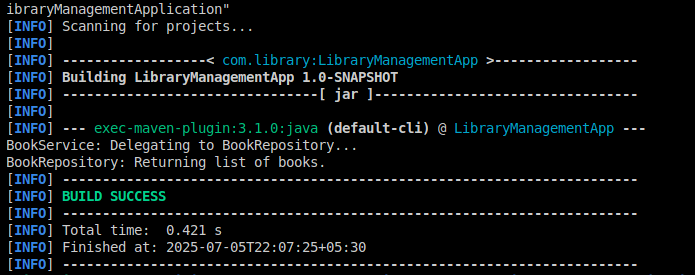 ibraryManagementApplication"
[INFO] Scanning for projects...
[INFO]
[INFO] ------------------< com.library:LibraryManagementApp >------------------
[INFO] Building LibraryManagementApp 1.0-SNAPSHOT
[INFO] --------------------------------[ jar ]---------------------------------
[INFO]
[INFO] --- exec-maven-plugin:3.1.0:java (default-cli) @ LibraryManagementApp ---
BookService: Delegating to BookRepository...
BookRepository: Returning list of books.
[INFO] ------------------------------------------------------------------------
[INFO] BUILD SUCCESS
[INFO] ------------------------------------------------------------------------
[INFO] Total time:  0.421 s
[INFO] Finished at: 2025-07-05T22:07:25+05:30
[INFO] ------------------------------------------------------------------------